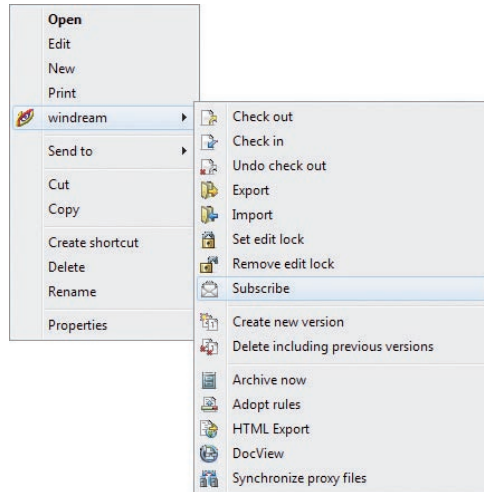 Open
Edit
New
Print
windream
Send to
Cut
Copy
Create shortcut
Delete
Rename
Properties
Check out
Check in
Undo check out
Export
Import
Set edit lock
Remove edit lock
Subscribe
Create new version
Delete including previous versions
Archive now
Adopt rules
HTML Export
DocView
Synchronize proxy files